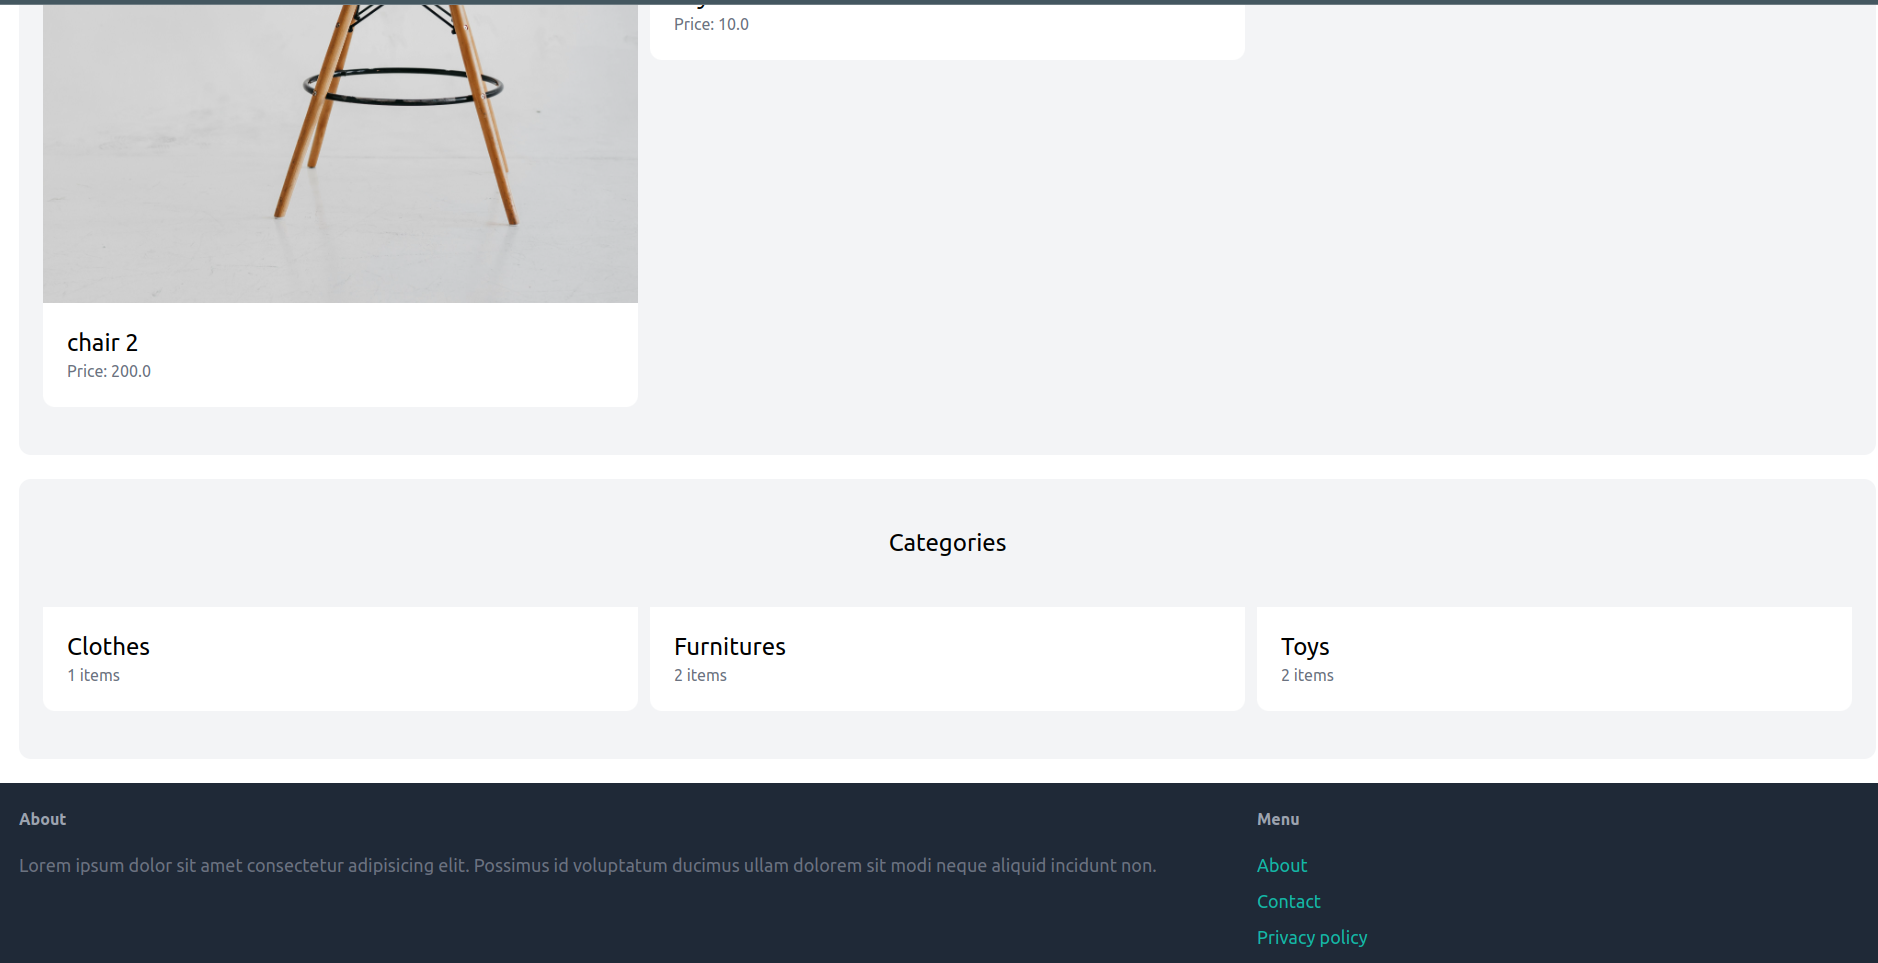 Price: 10.0
chair 2
Price: 200.0
Categories
Clothes
1 items
Furnitures
2 items
Toys
2 items
About
Lorem ipsum dolor sit amet consectetur adipisicing elit. Possimus id voluptatum ducimus ullam dolorem sit modi neque aliquid incidunt non.
Menu
About
Contact
Privacy policy